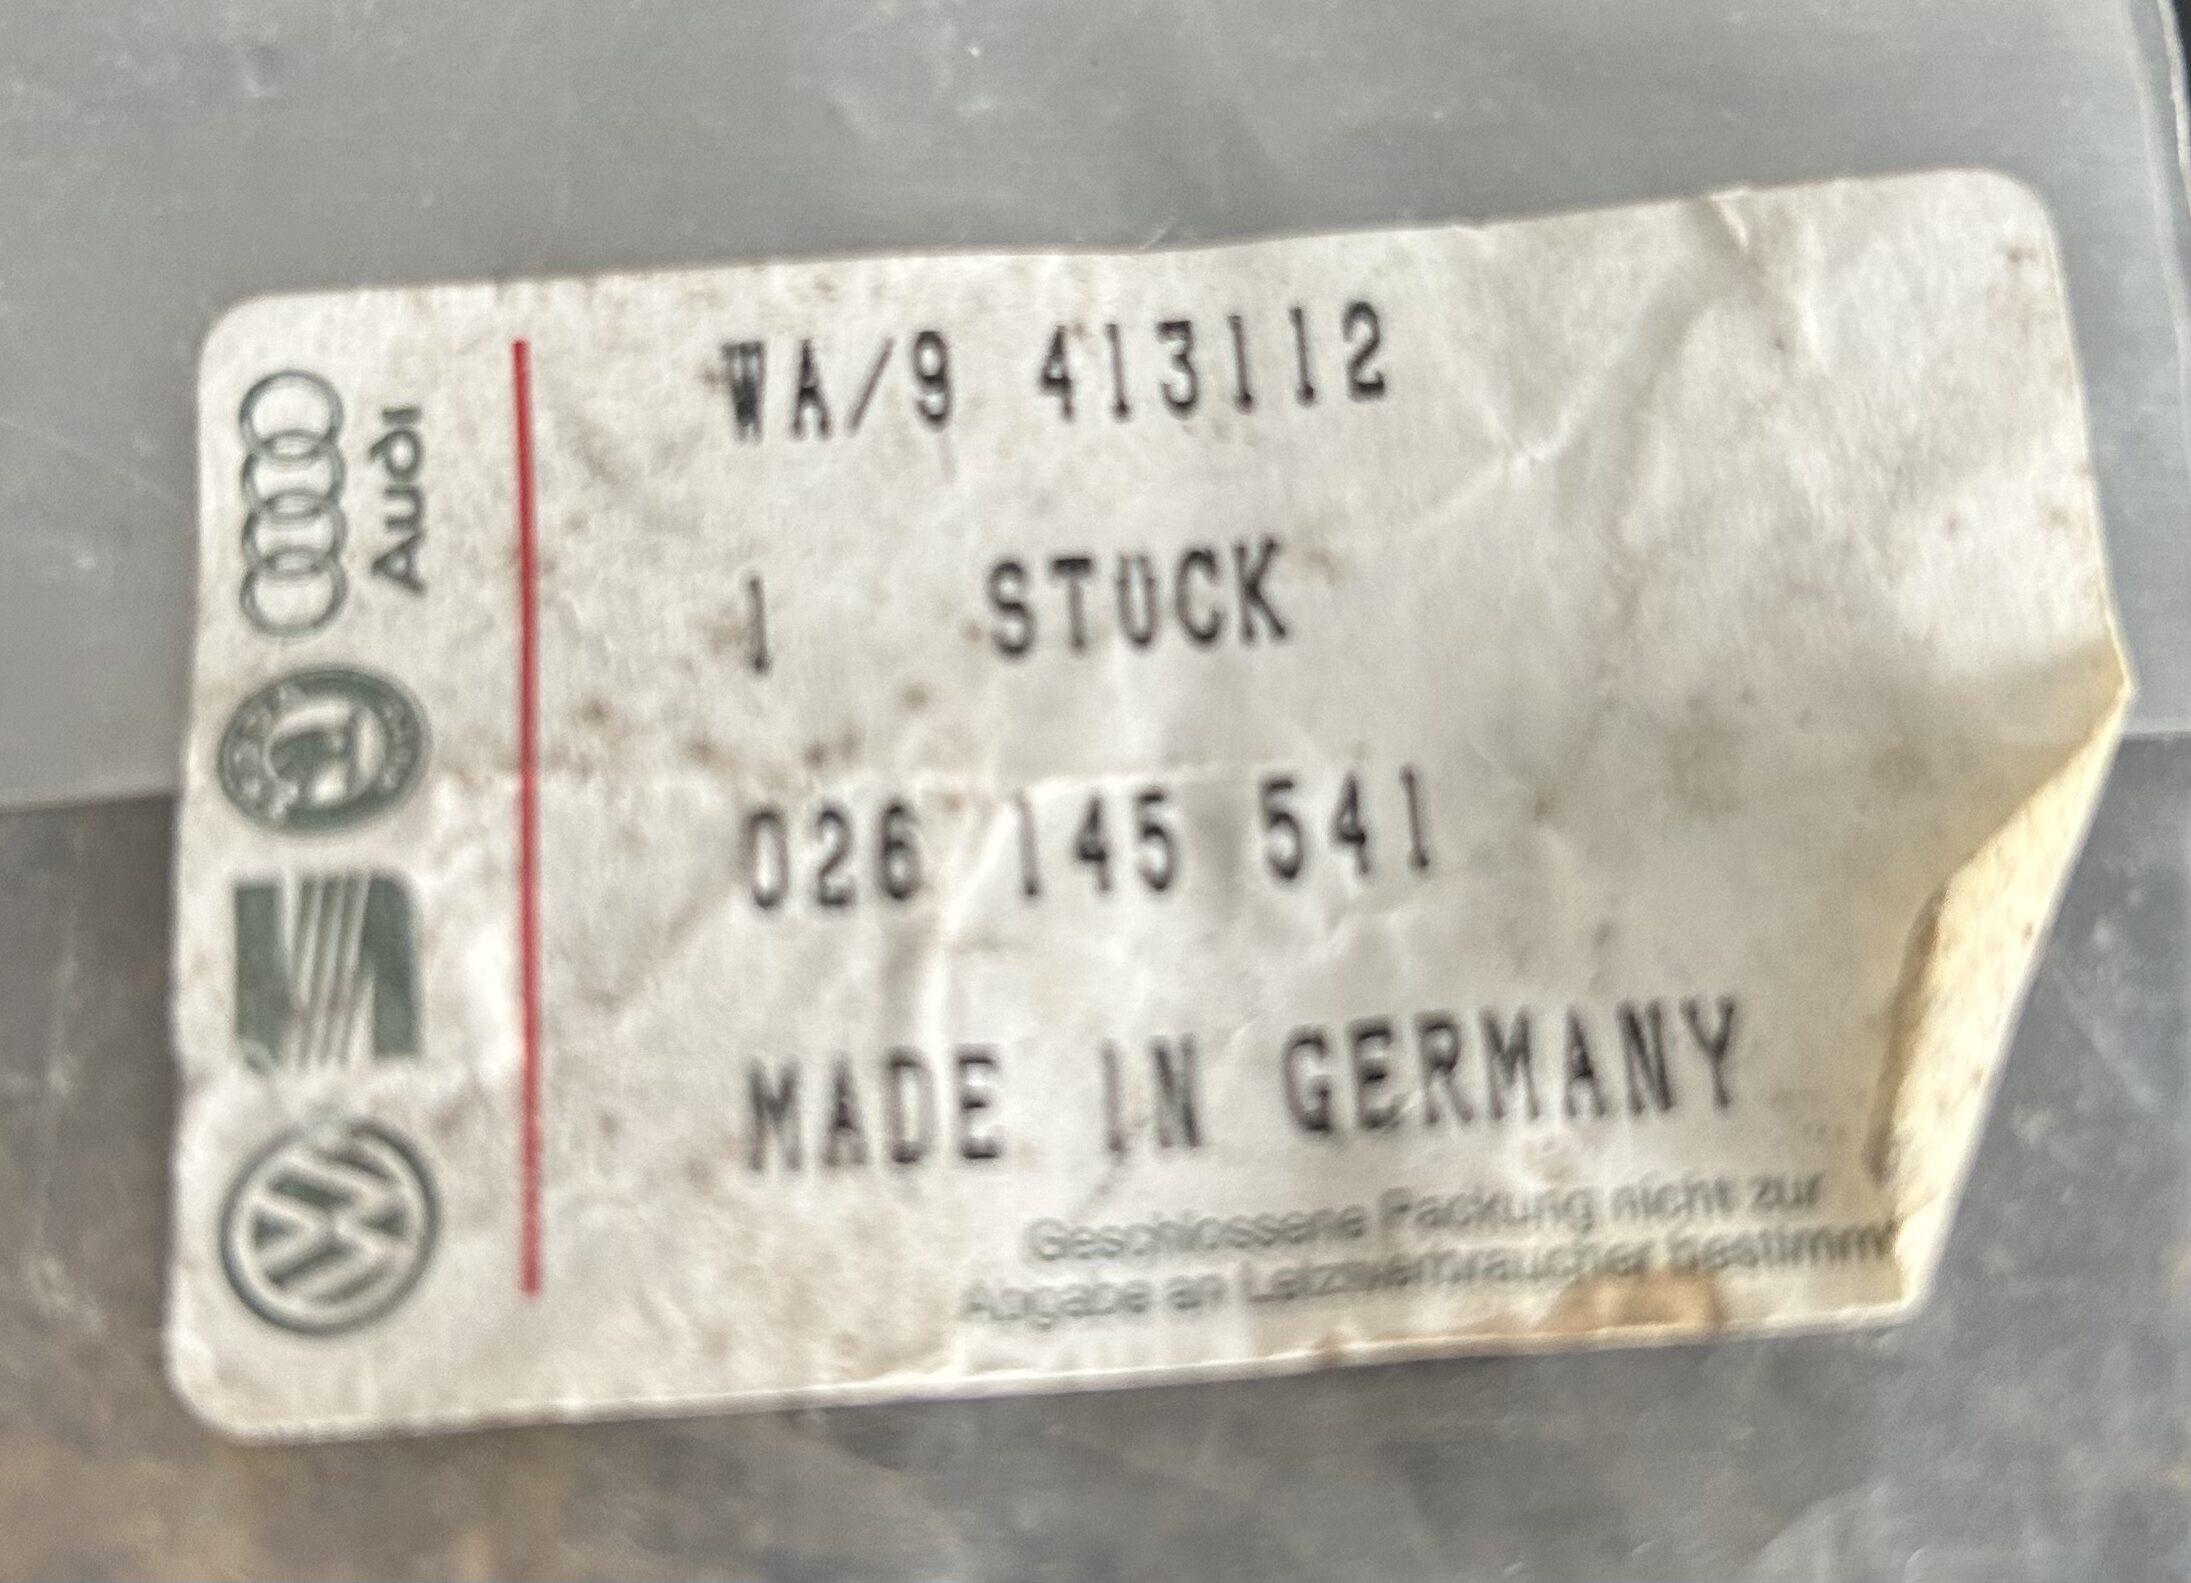 WA/9 413112
1 STUCK
026 145 541
MADE IN GERMANY
Geschlossene Packung nicht zur
Abgabe an Letztverbraucher bestimmt
Audi